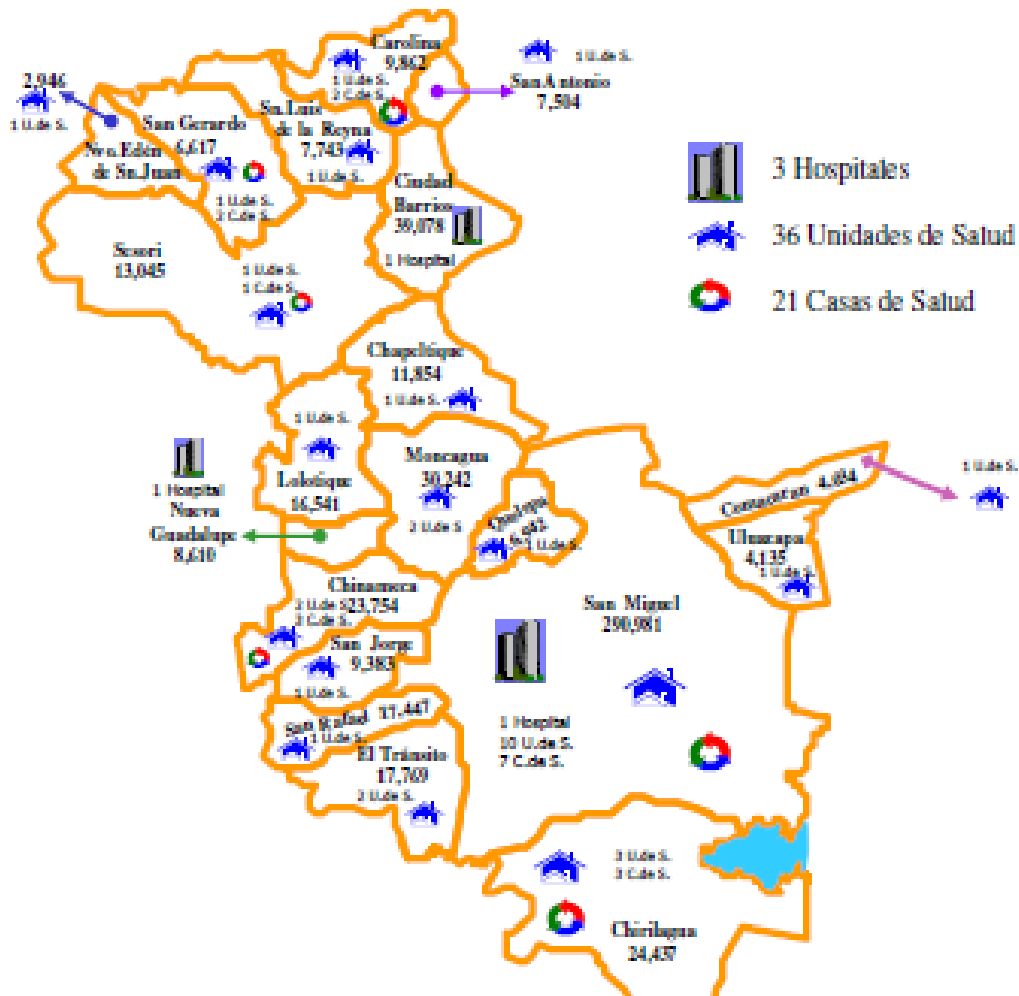 Carolina
9,862
1 U.de S.
2 C.de S.
1 U.de S.
San Antonio
7,504
2,946
1 U.de S.
Nvo.Edén
de Sn.Juan
San Gerardo
6,617
1 U.de S.
2 C.de S.
Sn.Luis
de la Reyna
7,743
1 U.de S.
Ciudad
Barrios
39,078
1 Hospital
3 Hospitales
36 Unidades de Salud
21 Casas de Salud
Sesori
13,045
1 U.de S.
1 C.de S.
Chapeltique
11,854
1 U.de S.
1 U.de S.
Lolotique
16,541
1 Hospital
Nueva
Guadalupe
8,610
Moncagua
30,242
2 U.de S.
Quelepa
1 U.de S.
Comacaran
1 U.de S.
Uluazapa
4,135
1 U.de S.
Chinameca
2 U.de S.
23,754
San Jorge
9,383
1 U.de S.
San Rafael 17,447
1 U.de S.
El Tránsito
17,769
2 U.de S.
San Miguel
290,981
1 Hospital
10 U.de S.
7 C.de S.
3 U.de S.
3 C.de S.
Chirilagua
24,437